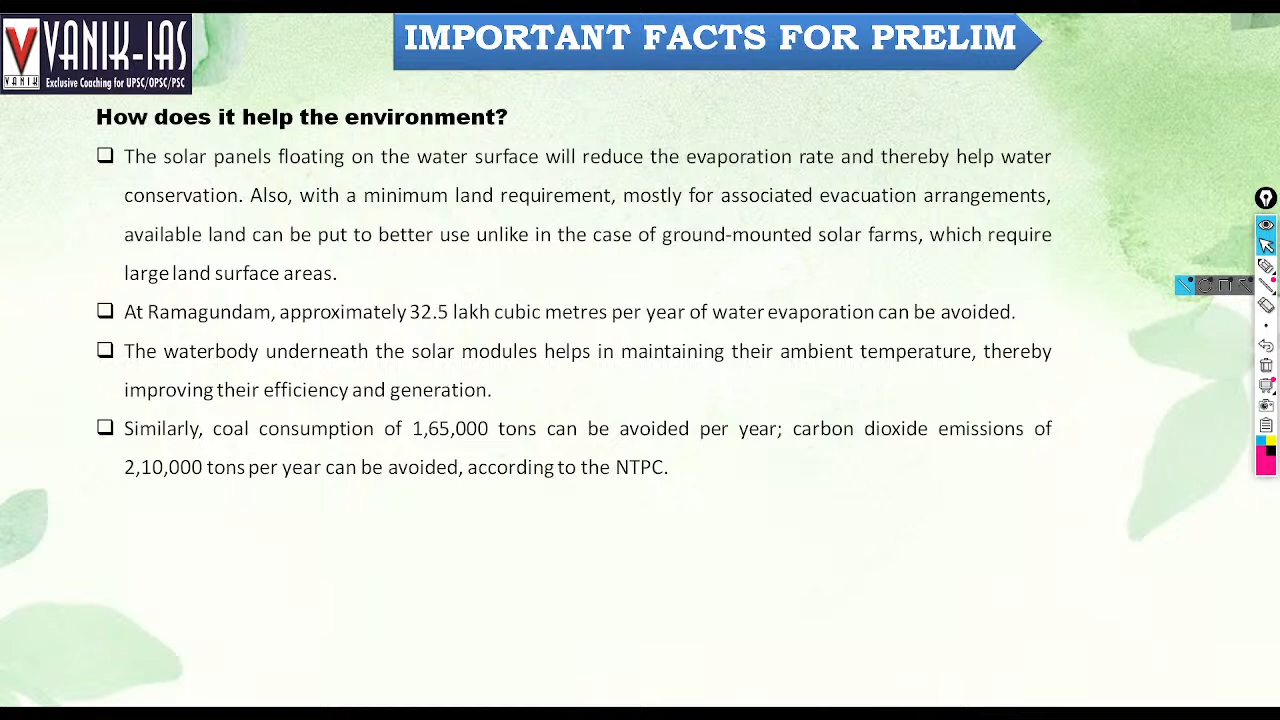 VANIK-IAS
VANIK
Exclusive Coaching for UPSC/OPSC/PSC
IMPORTANT FACTS FOR PRELIM
How does it help the environment?
The solar panels floating on the water surface will reduce the evaporation rate and thereby help water
conservation. Also, with a minimum land requirement, mostly for associated evacuation arrangements,
available land can be put to better use unlike in the case of ground-mounted solar farms, which require
large land surface areas.
At Ramagundam, approximately 32.5 lakh cubic metres per year of water evaporation can be avoided.
The waterbody underneath the solar modules helps in maintaining their ambient temperature, thereby
improving their efficiency and generation.
Similarly, coal consumption of 1,65,000 tons can be avoided per year; carbon dioxide emissions of
2,10,000 tons per year can be avoided, according to the NTPC.